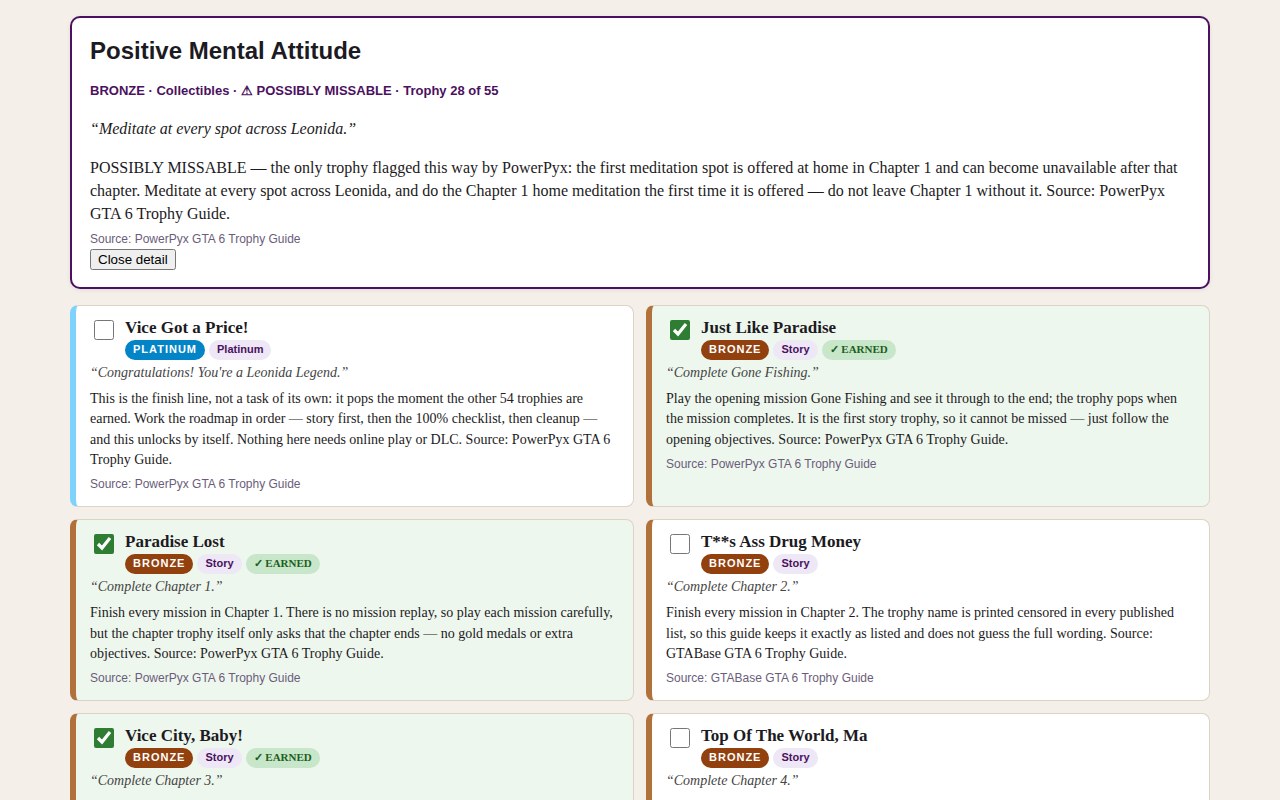 Positive Mental Attitude
BRONZE · Collectibles · ⚠ POSSIBLY MISSABLE · Trophy 28 of 55
“Meditate at every spot across Leonida.”
POSSIBLY MISSABLE — the only trophy flagged this way by PowerPyx: the first meditation spot is offered at home in Chapter 1 and can become unavailable after that
chapter. Meditate at every spot across Leonida, and do the Chapter 1 home meditation the first time it is offered — do not leave Chapter 1 without it. Source: PowerPyx
GTA 6 Trophy Guide.
Source: PowerPyx GTA 6 Trophy Guide
Close detail
Vice Got a Price!
PLATINUM Platinum
“Congratulations! You're a Leonida Legend.”
This is the finish line, not a task of its own: it pops the moment the other 54 trophies are
earned. Work the roadmap in order — story first, then the 100% checklist, then cleanup —
and this unlocks by itself. Nothing here needs online play or DLC. Source: PowerPyx GTA 6
Trophy Guide.
Source: PowerPyx GTA 6 Trophy Guide
Just Like Paradise
BRONZE Story ✓ EARNED
“Complete Gone Fishing.”
Play the opening mission Gone Fishing and see it through to the end; the trophy pops when
the mission completes. It is the first story trophy, so it cannot be missed — just follow the
opening objectives. Source: PowerPyx GTA 6 Trophy Guide.
Source: PowerPyx GTA 6 Trophy Guide
Paradise Lost
BRONZE Story ✓ EARNED
“Complete Chapter 1.”
Finish every mission in Chapter 1. There is no mission replay, so play each mission carefully,
but the chapter trophy itself only asks that the chapter ends — no gold medals or extra
objectives. Source: PowerPyx GTA 6 Trophy Guide.
Source: PowerPyx GTA 6 Trophy Guide
T**s Ass Drug Money
BRONZE Story
“Complete Chapter 2.”
Finish every mission in Chapter 2. The trophy name is printed censored in every published
list, so this guide keeps it exactly as listed and does not guess the full wording. Source:
GTABase GTA 6 Trophy Guide.
Source: GTABase GTA 6 Trophy Guide
Vice City, Baby!
BRONZE Story ✓ EARNED
“Complete Chapter 3.”
Top Of The World, Ma
BRONZE Story
“Complete Chapter 4.”